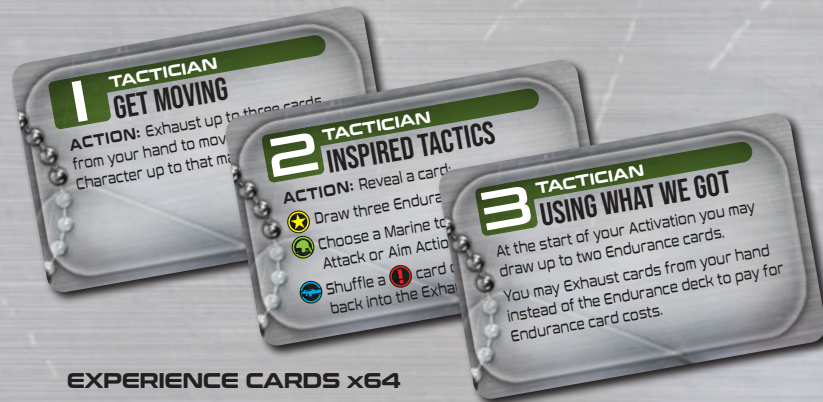 1
TACTICIAN
GET MOVING
ACTION: Exhaust up to three cards
from your hand to mov
Character up to that ma
2
TACTICIAN
INSPIRED TACTICS
ACTION: Reveal a card:
Draw three Endura
Choose a Marine to
Attack or Aim Action
Shuffle a card
back into the Exha
3
TACTICIAN
USING WHAT WE GOT
At the start of your Activation you may
draw up to two Endurance cards.
You may Exhaust cards from your hand
instead of the Endurance deck to pay for
Endurance card costs.
EXPERIENCE CARDS x64